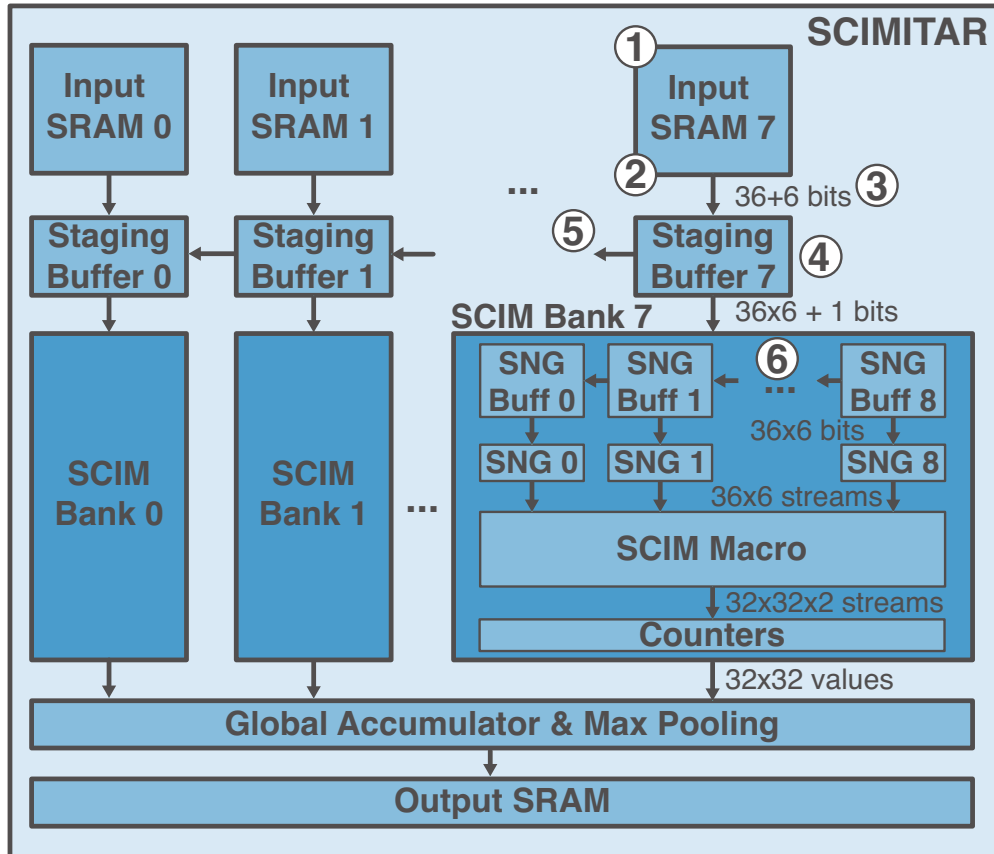 SCIMITAR
Input
SRAM 0
Input
SRAM 1
...
1
Input
SRAM 7
2
36+6 bits
3
Staging
Buffer 0
Staging
Buffer 1
5
Staging
Buffer 7
4
36x6 + 1 bits
SCIM
Bank 0
SCIM
Bank 1
...
SCIM Bank 7
SNG
Buff 0
SNG
Buff 1
6
...
SNG
Buff 8
36x6 bits
SNG 0
SNG 1
SNG 8
36x6 streams
SCIM Macro
32x32x2 streams
Counters
32x32 values
Global Accumulator & Max Pooling
Output SRAM